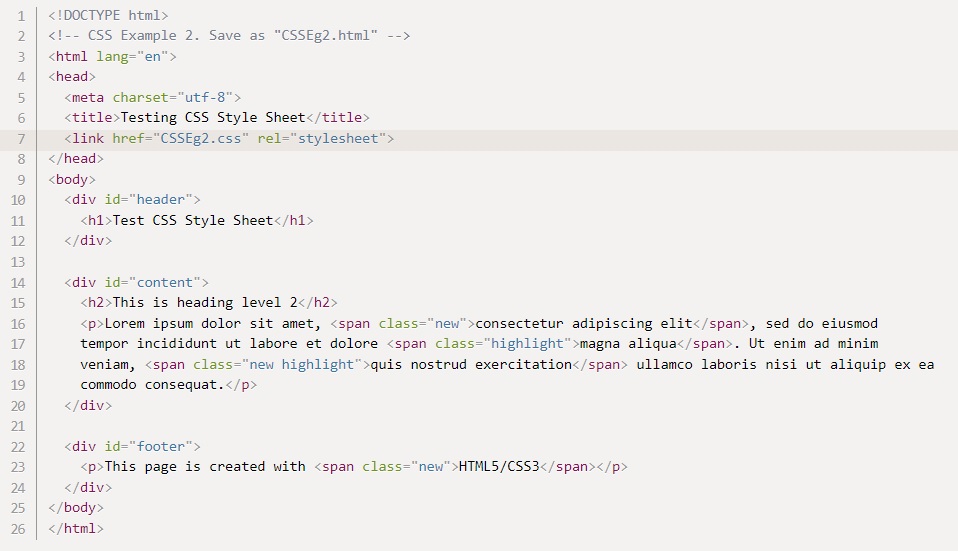 1 <!DOCTYPE html>
2 <!-- CSS Example 2. Save as "CSSEg2.html" -->
3 <html lang="en">
4 <head>
5   <meta charset="utf-8">
6   <title>Testing CSS Style Sheet</title>
7   <link href="CSSEg2.css" rel="stylesheet">
8 </head>
9 <body>
10   <div id="header">
11     <h1>Test CSS Style Sheet</h1>
12   </div>
13
14   <div id="content">
15     <h2>This is heading level 2</h2>
16     <p>Lorem ipsum dolor sit amet, <span class="new">consectetur adipiscing elit</span>, sed do eiusmod
17     tempor incididunt ut labore et dolore <span class="highlight">magna aliqua</span>. Ut enim ad minim
18     veniam, <span class="new highlight">quis nostrud exercitation</span> ullamco laboris nisi ut aliquip ex ea
19     commodo consequat.</p>
20   </div>
21
22   <div id="footer">
23     <p>This page is created with <span class="new">HTML5/CSS3</span></p>
24   </div>
25 </body>
26 </html>